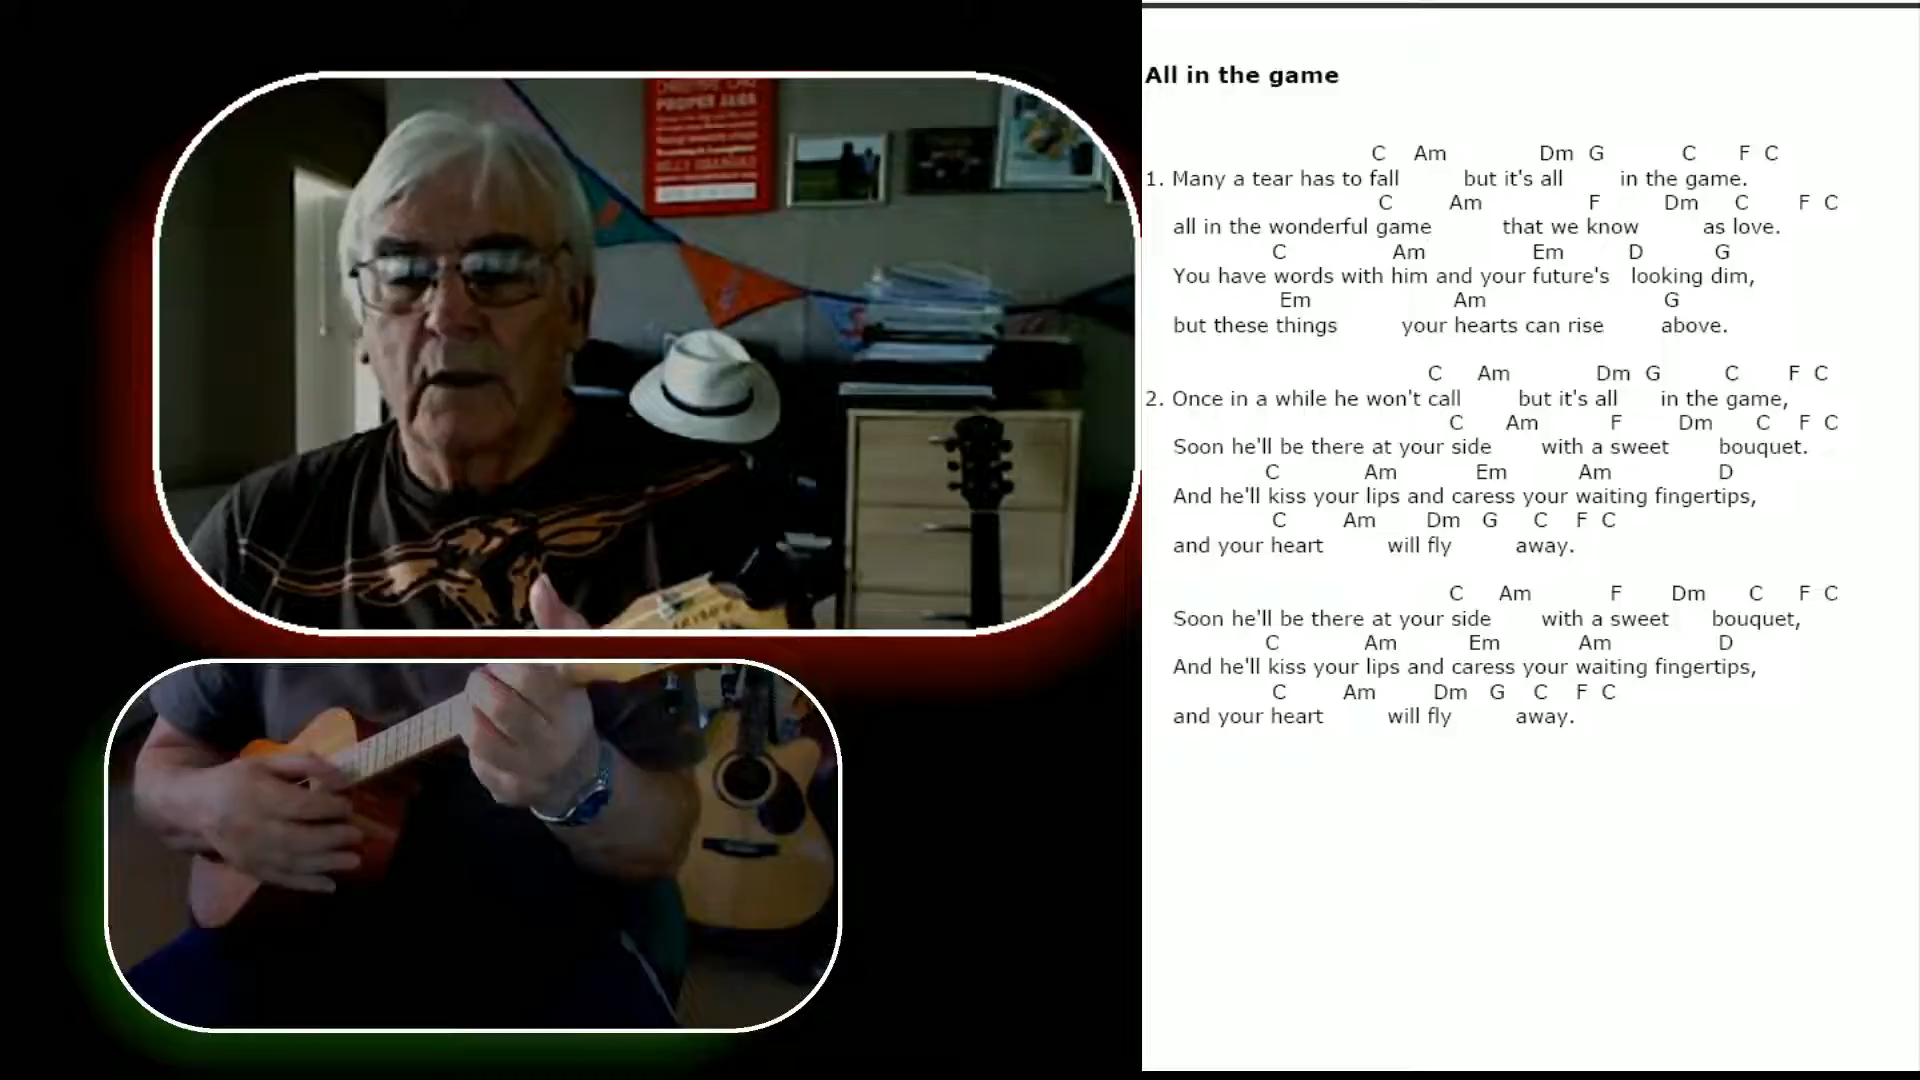 PROPER JARS
All in the game
C Am Dm G C F C
1. Many a tear has to fall but it's all in the game.
C Am F Dm C F C
all in the wonderful game that we know as love.
C Am Em D G
You have words with him and your future's looking dim,
Em Am G
but these things your hearts can rise above.
C Am Dm G C F C
2. Once in a while he won't call but it's all in the game,
C Am F Dm C F C
Soon he'll be there at your side with a sweet bouquet.
C Am Em Am D
And he'll kiss your lips and caress your waiting fingertips,
C Am Dm G C F C
and your heart will fly away.
C Am F Dm C F C
Soon he'll be there at your side with a sweet bouquet,
C Am Em Am D
And he'll kiss your lips and caress your waiting fingertips,
C Am Dm G C F C
and your heart will fly away.